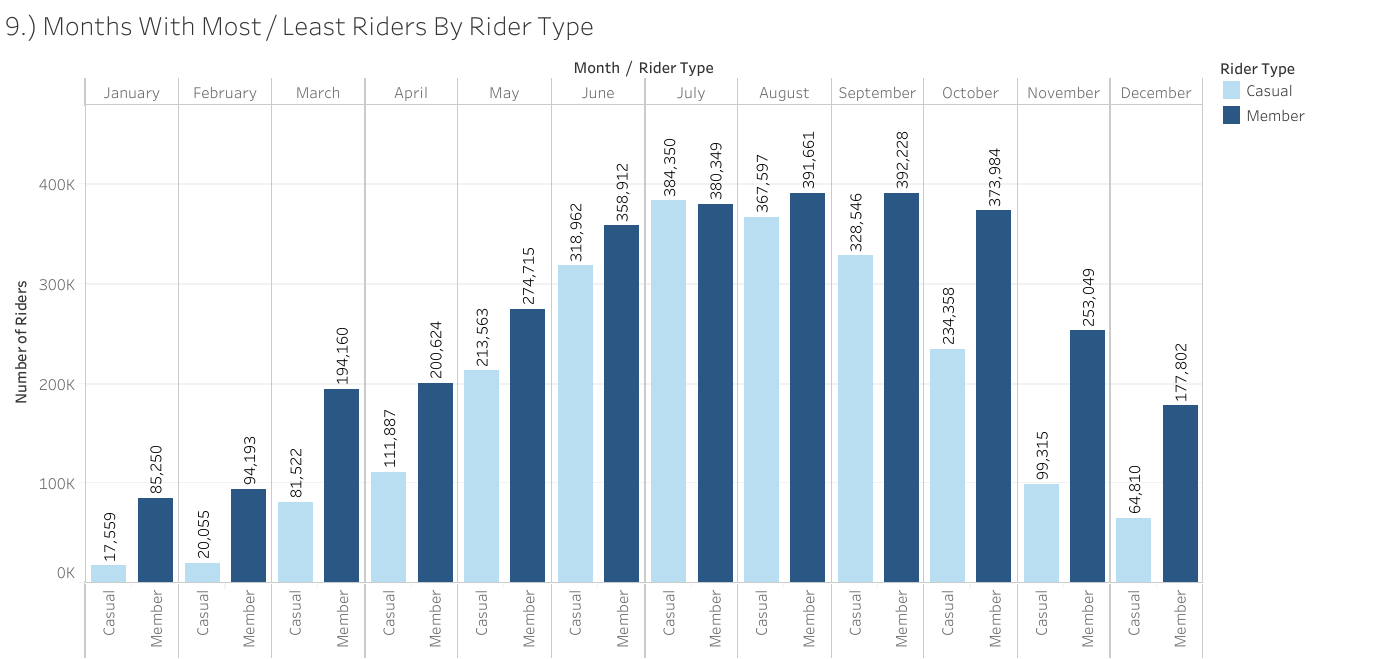 9.) Months With Most / Least Riders By Rider Type
Month / Rider Type
January February March April May June July August September October November December
Rider Type
Casual
Member
Number of Riders
400K
300K
200K
100K
0K
17,559
85,250
20,055
94,193
81,522
194,160
111,887
200,624
213,563
274,715
318,962
358,912
384,350
380,349
367,597
391,661
328,546
392,228
234,358
373,984
99,315
253,049
64,810
177,802
Casual
Member
Casual
Member
Casual
Member
Casual
Member
Casual
Member
Casual
Member
Casual
Member
Casual
Member
Casual
Member
Casual
Member
Casual
Member
Casual
Member